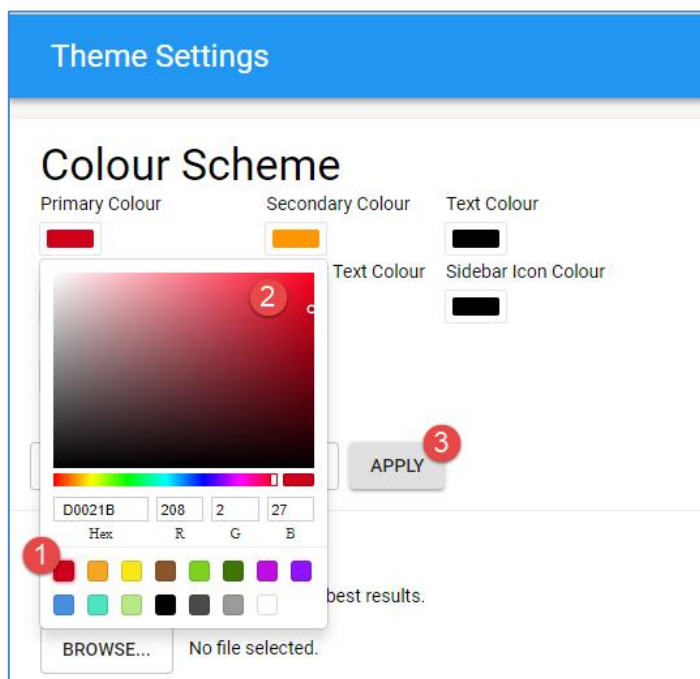 Theme Settings
Colour Scheme
Primary Colour Secondary Colour Text Colour
2
Text Colour Sidebar Icon Colour
3
APPLY
D0021B 208 2 27
Hex R G B
1
best results.
BROWSE... No file selected.